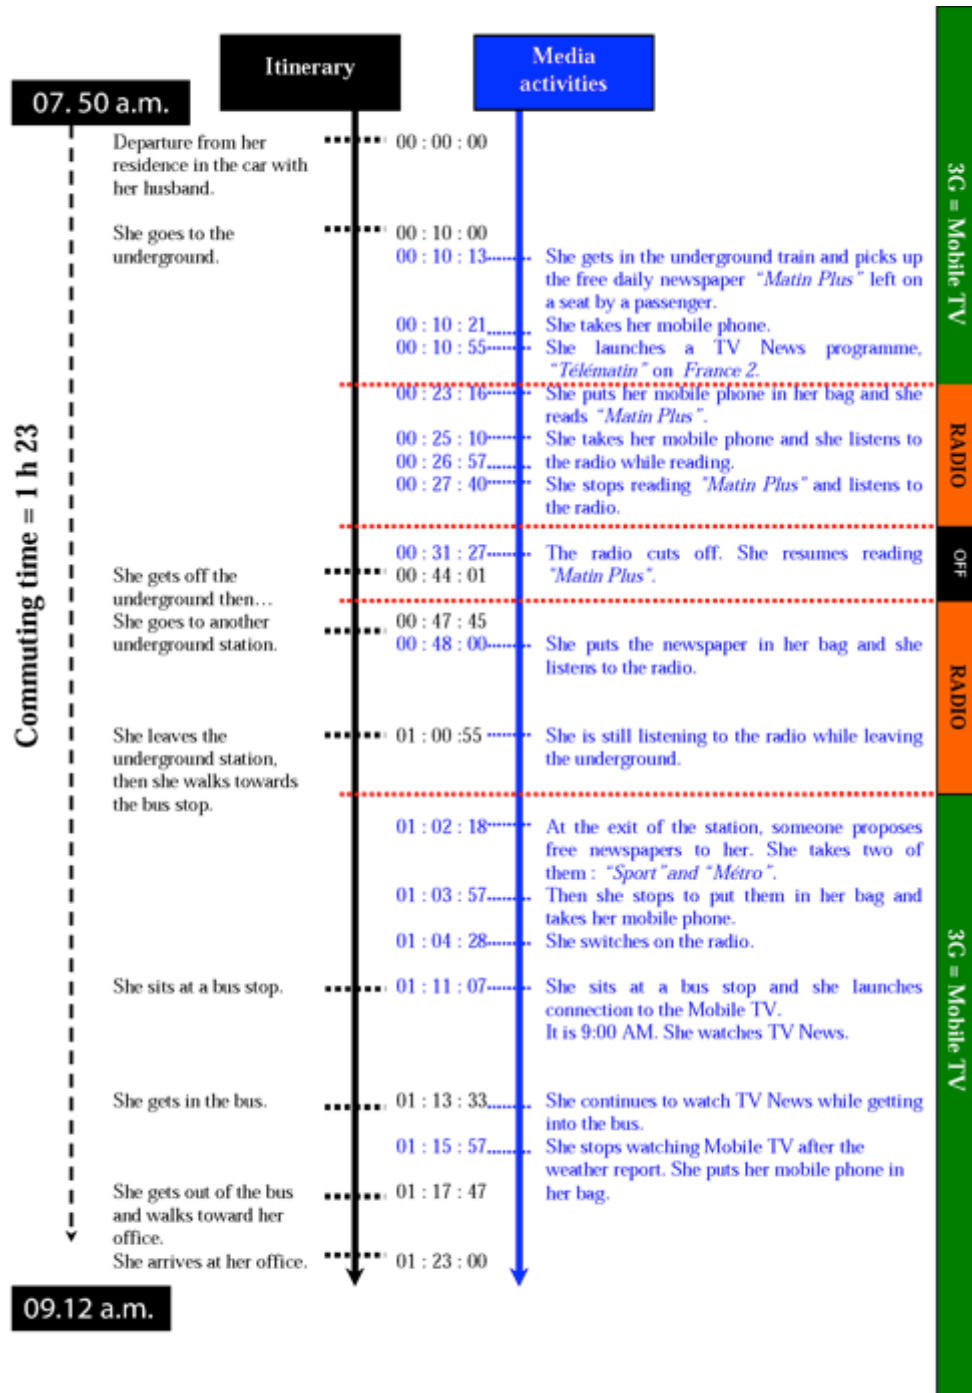 Itinerary
Media
activities
07. 50 a.m.
Departure from her
residence in the car with
her husband.
00 : 00 : 00
She goes to the
underground.
00 : 10 : 00
00 : 10 : 13
She gets in the underground train and picks up
the free daily newspaper "Matin Plus" left on
a seat by a passenger.
00 : 10 : 21
She takes her mobile phone.
00 : 10 : 55
She launches a TV News programme,
"Télématin" on France 2.
3G = Mobile TV
00 : 23 : 16
She puts her mobile phone in her bag and she
reads "Matin Plus".
00 : 25 : 10
She takes her mobile phone and she listens to
00 : 26 : 57
the radio while reading.
00 : 27 : 40
She stops reading "Matin Plus" and listens to
the radio.
RADIO
00 : 31 : 27
The radio cuts off. She resumes reading
"Matin Plus".
OFF
She gets off the
underground then...
00 : 44 : 01
She goes to another
underground station.
00 : 47 : 45
00 : 48 : 00
She puts the newspaper in her bag and she
listens to the radio.
RADIO
She leaves the
underground station,
then she walks towards
the bus stop.
01 : 00 :55
She is still listening to the radio while leaving
the underground.
01 : 02 : 18
At the exit of the station, someone proposes
free newspapers to her. She takes two of
them : "Sport"and "Métro".
01 : 03 : 57
Then she stops to put them in her bag and
takes her mobile phone.
01 : 04 : 28
She switches on the radio.
She sits at a bus stop.
01 : 11 : 07
She sits at a bus stop and she launches
connection to the Mobile TV.
It is 9:00 AM. She watches TV News.
3G = Mobile TV
She gets in the bus.
01 : 13 : 33
She continues to watch TV News while getting
into the bus.
01 : 15 : 57
She stops watching Mobile TV after the
weather report. She puts her mobile phone in
her bag.
She gets out of the bus
and walks toward her
office.
01 : 17 : 47
She arrives at her office.
01 : 23 : 00
Commuting time = 1 h 23
09.12 a.m.